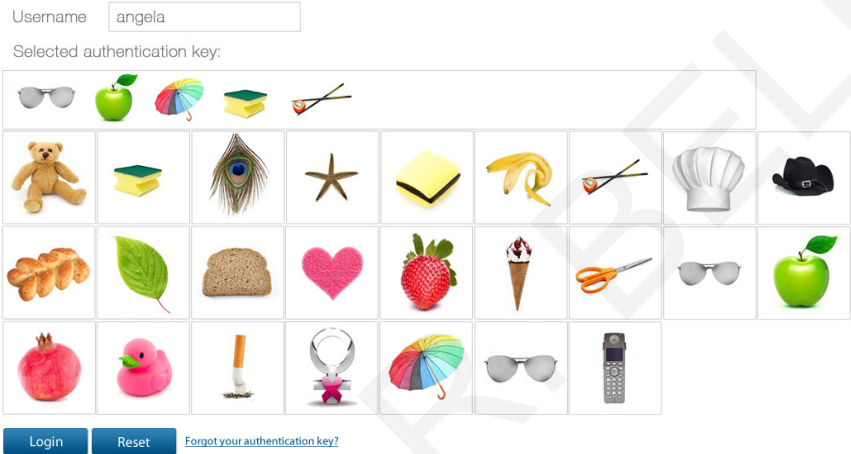 Username angela
Selected authentication key:
Login Reset Forgot your authentication key?